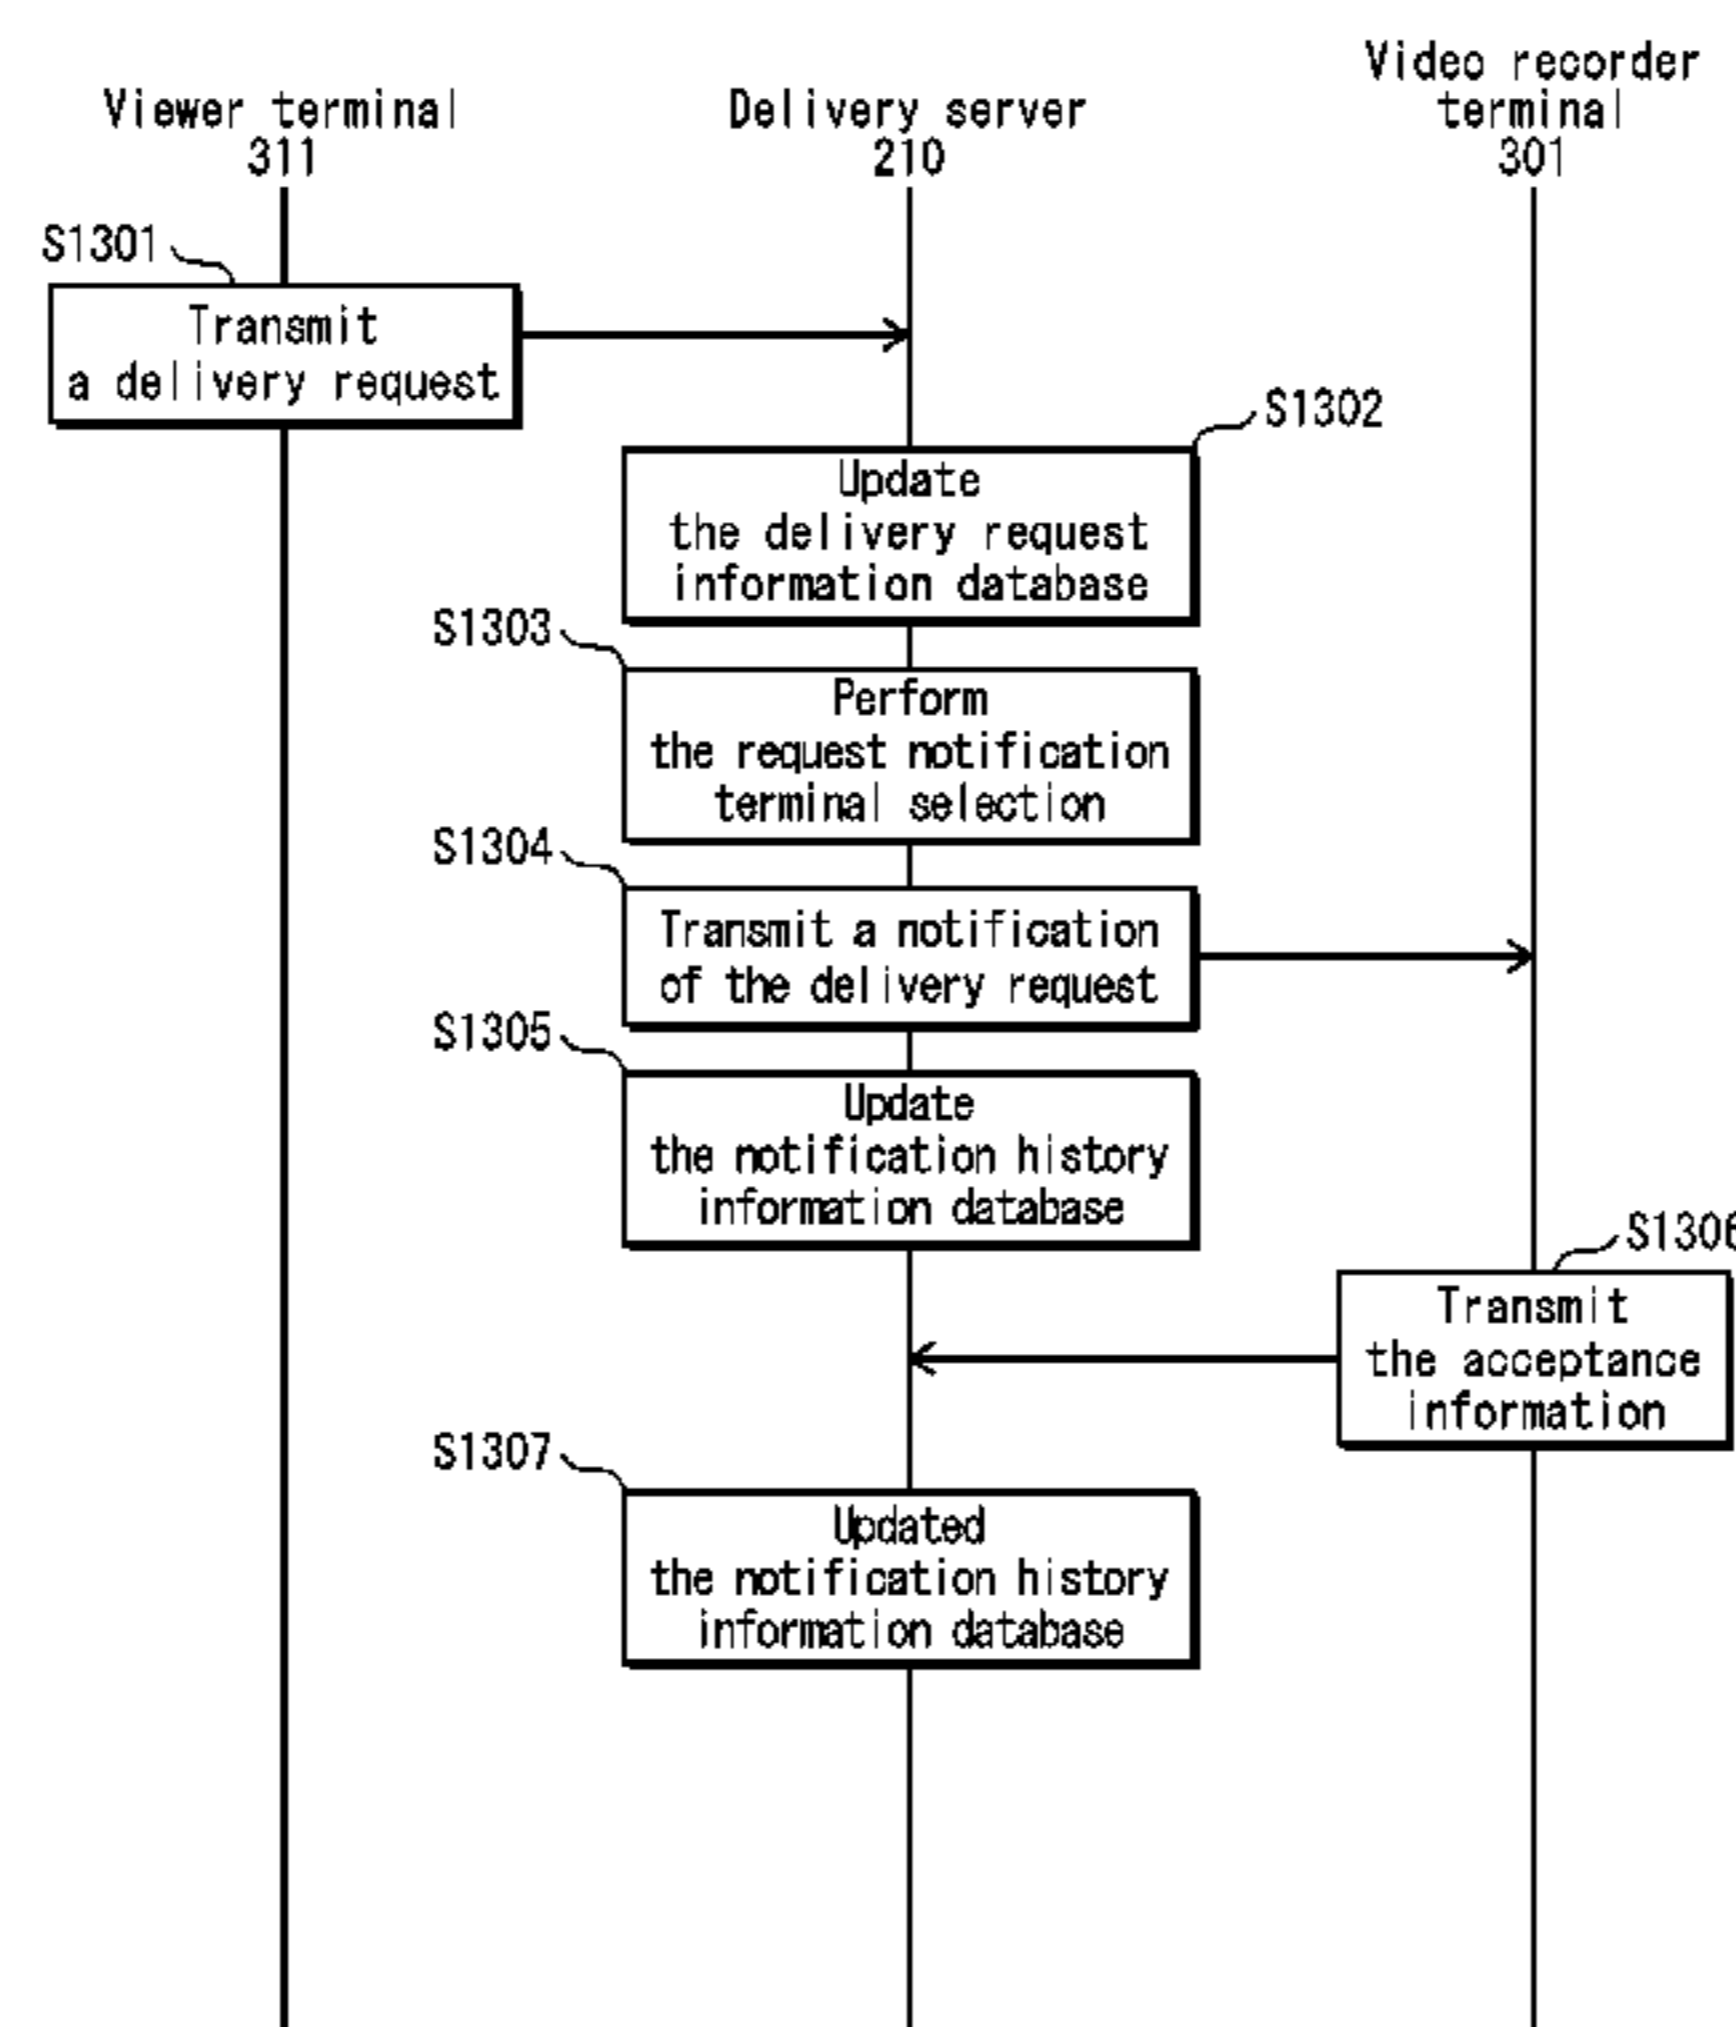 Viewer terminal
311
Delivery server
210
Video recorder
terminal
301
S1301
Transmit
a delivery request
S1302
Update
the delivery request
information database
S1303
Perform
the request notification
terminal selection
S1304
Transmit a notification
of the delivery request
S1305
Update
the notification history
information database
S1306
Transmit
the acceptance
information
S1307
Updated
the notification history
information database